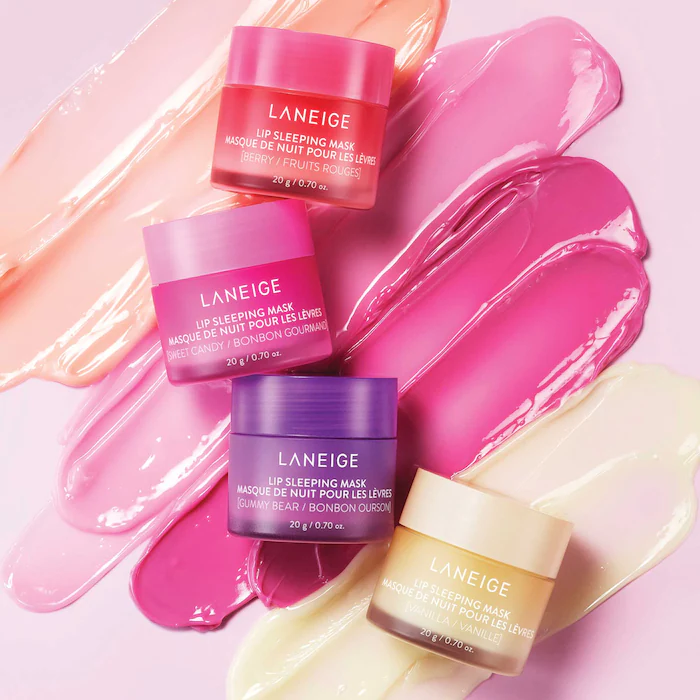 LANEIGE
LIP SLEEPING MASK
MASQUE DE NUIT POUR LES LÈVRES
[BERRY / FRUITS ROUGES]
20 g / 0.70 oz.
LANEIGE
LIP SLEEPING MASK
MASQUE DE NUIT POUR LES LÈVRES
[SWEET CANDY / BONBON GOURMAND]
20 g / 0.70 oz.
LANEIGE
LIP SLEEPING MASK
MASQUE DE NUIT POUR LES LÈVRES
[GUMMY BEAR / BONBON OURSON]
20 g / 0.70 oz.
LANEIGE
LIP SLEEPING MASK
MASQUE DE NUIT POUR LES LÈVRES
[VANILLA / VANILLE]
20 g / 0.70 oz.